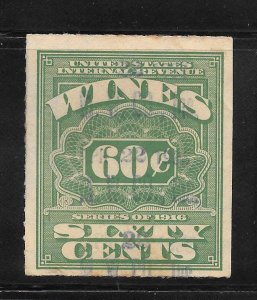 UNITED STATES
INTERNAL REVENUE
WINES
60¢
SERIES OF 1916
SIXTY
CENTS